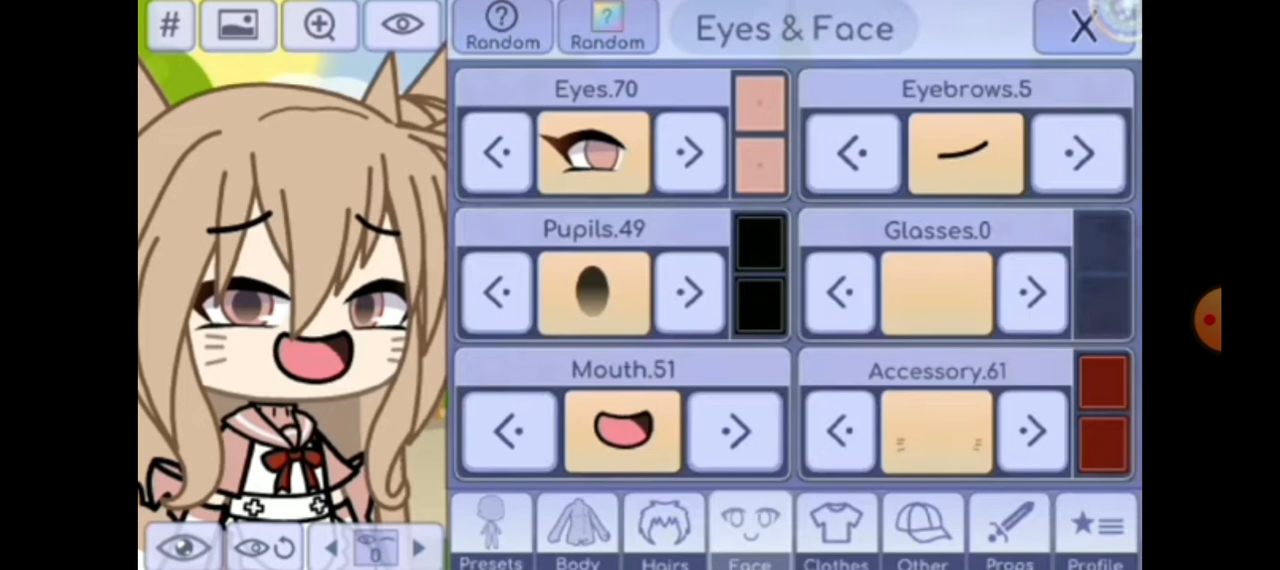 #
Random
Random
Eyes & Face
X
Eyes.70
Eyebrows.5
Pupils.49
Glasses.0
Mouth.51
Accessory.61
0
Presets
Body
Hairs
Face
Clothes
Other
Props
Profile